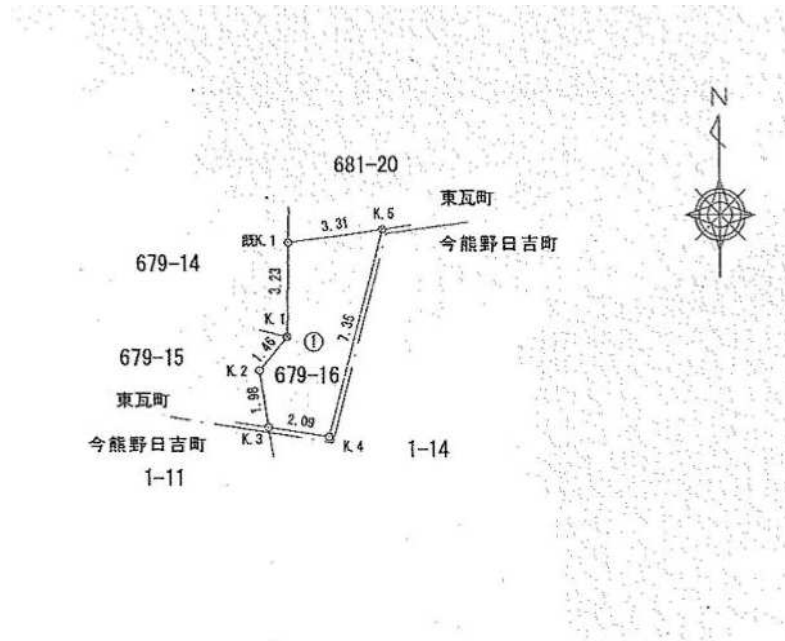 N
681-20
東瓦町
K.5
3.31
既K.1
今熊野日吉町
679-14
3.23
K.1
7.35
①
1.46
679-15
K.2
679-16
東瓦町
1.98
2.09
K.3
K.4
今熊野日吉町
1-14
1-11